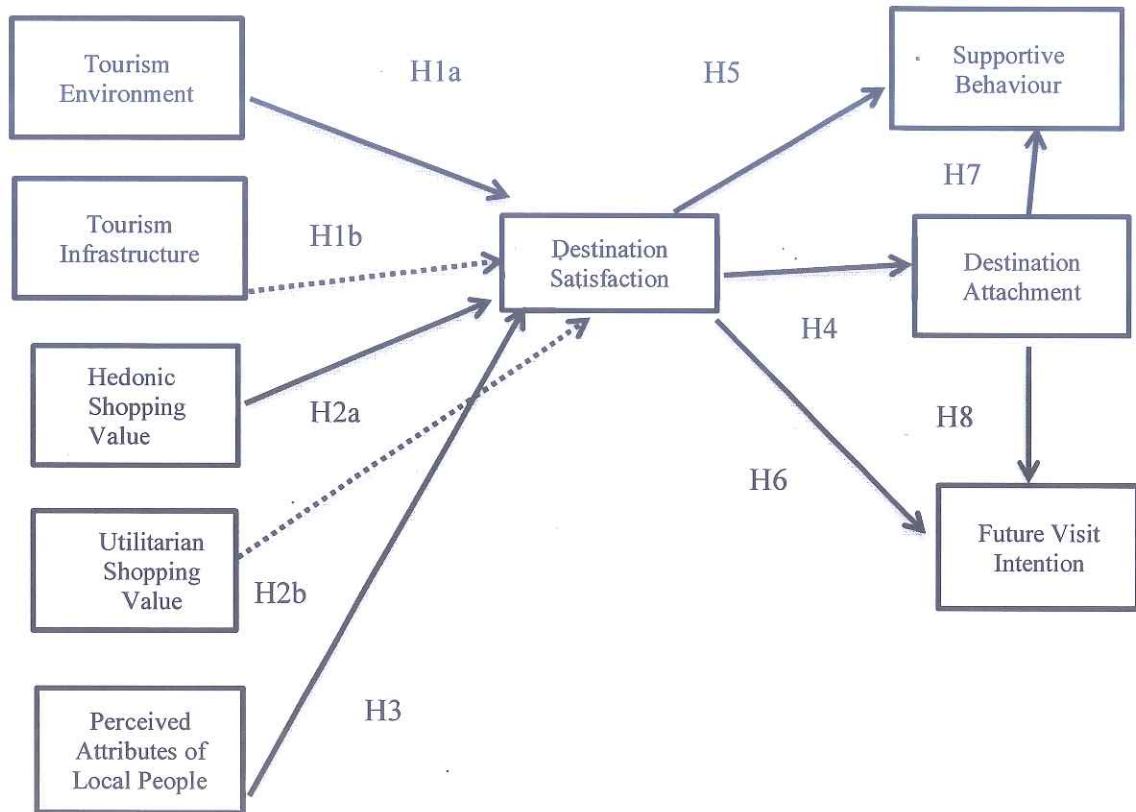 Tourism
Environment
H1a
H5
Supportive
Behaviour
Tourism
Infrastructure
H1b
Destination
Satisfaction
H7
Destination
Attachment
H4
Hedonic
Shopping
Value
H2a
H8
Utilitarian
Shopping
Value
H2b
H6
Future Visit
Intention
Perceived
Attributes of
Local People
H3